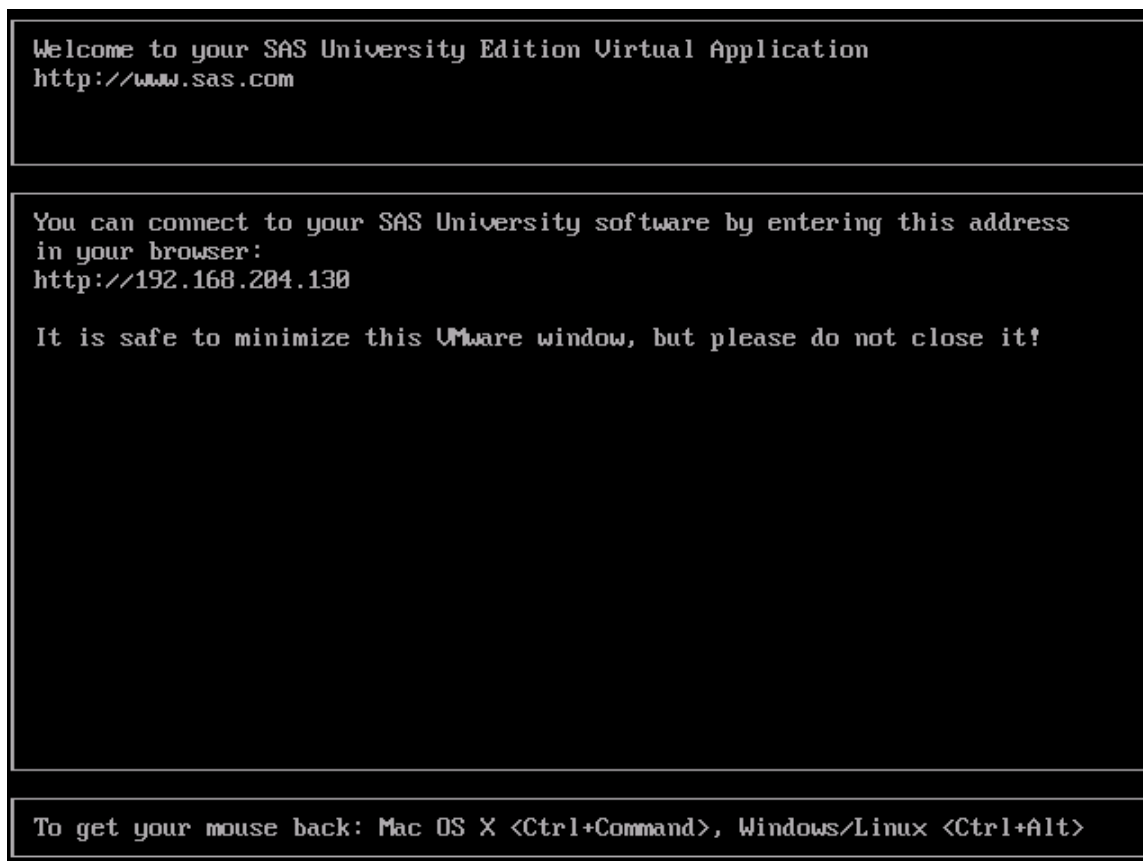 Welcome to your SAS University Edition Virtual Application
http://www.sas.com
You can connect to your SAS University software by entering this address
in your browser:
http://192.168.204.130
It is safe to minimize this VMware window, but please do not close it!
To get your mouse back: Mac OS X <Ctrl+Command>, Windows/Linux <Ctrl+Alt>